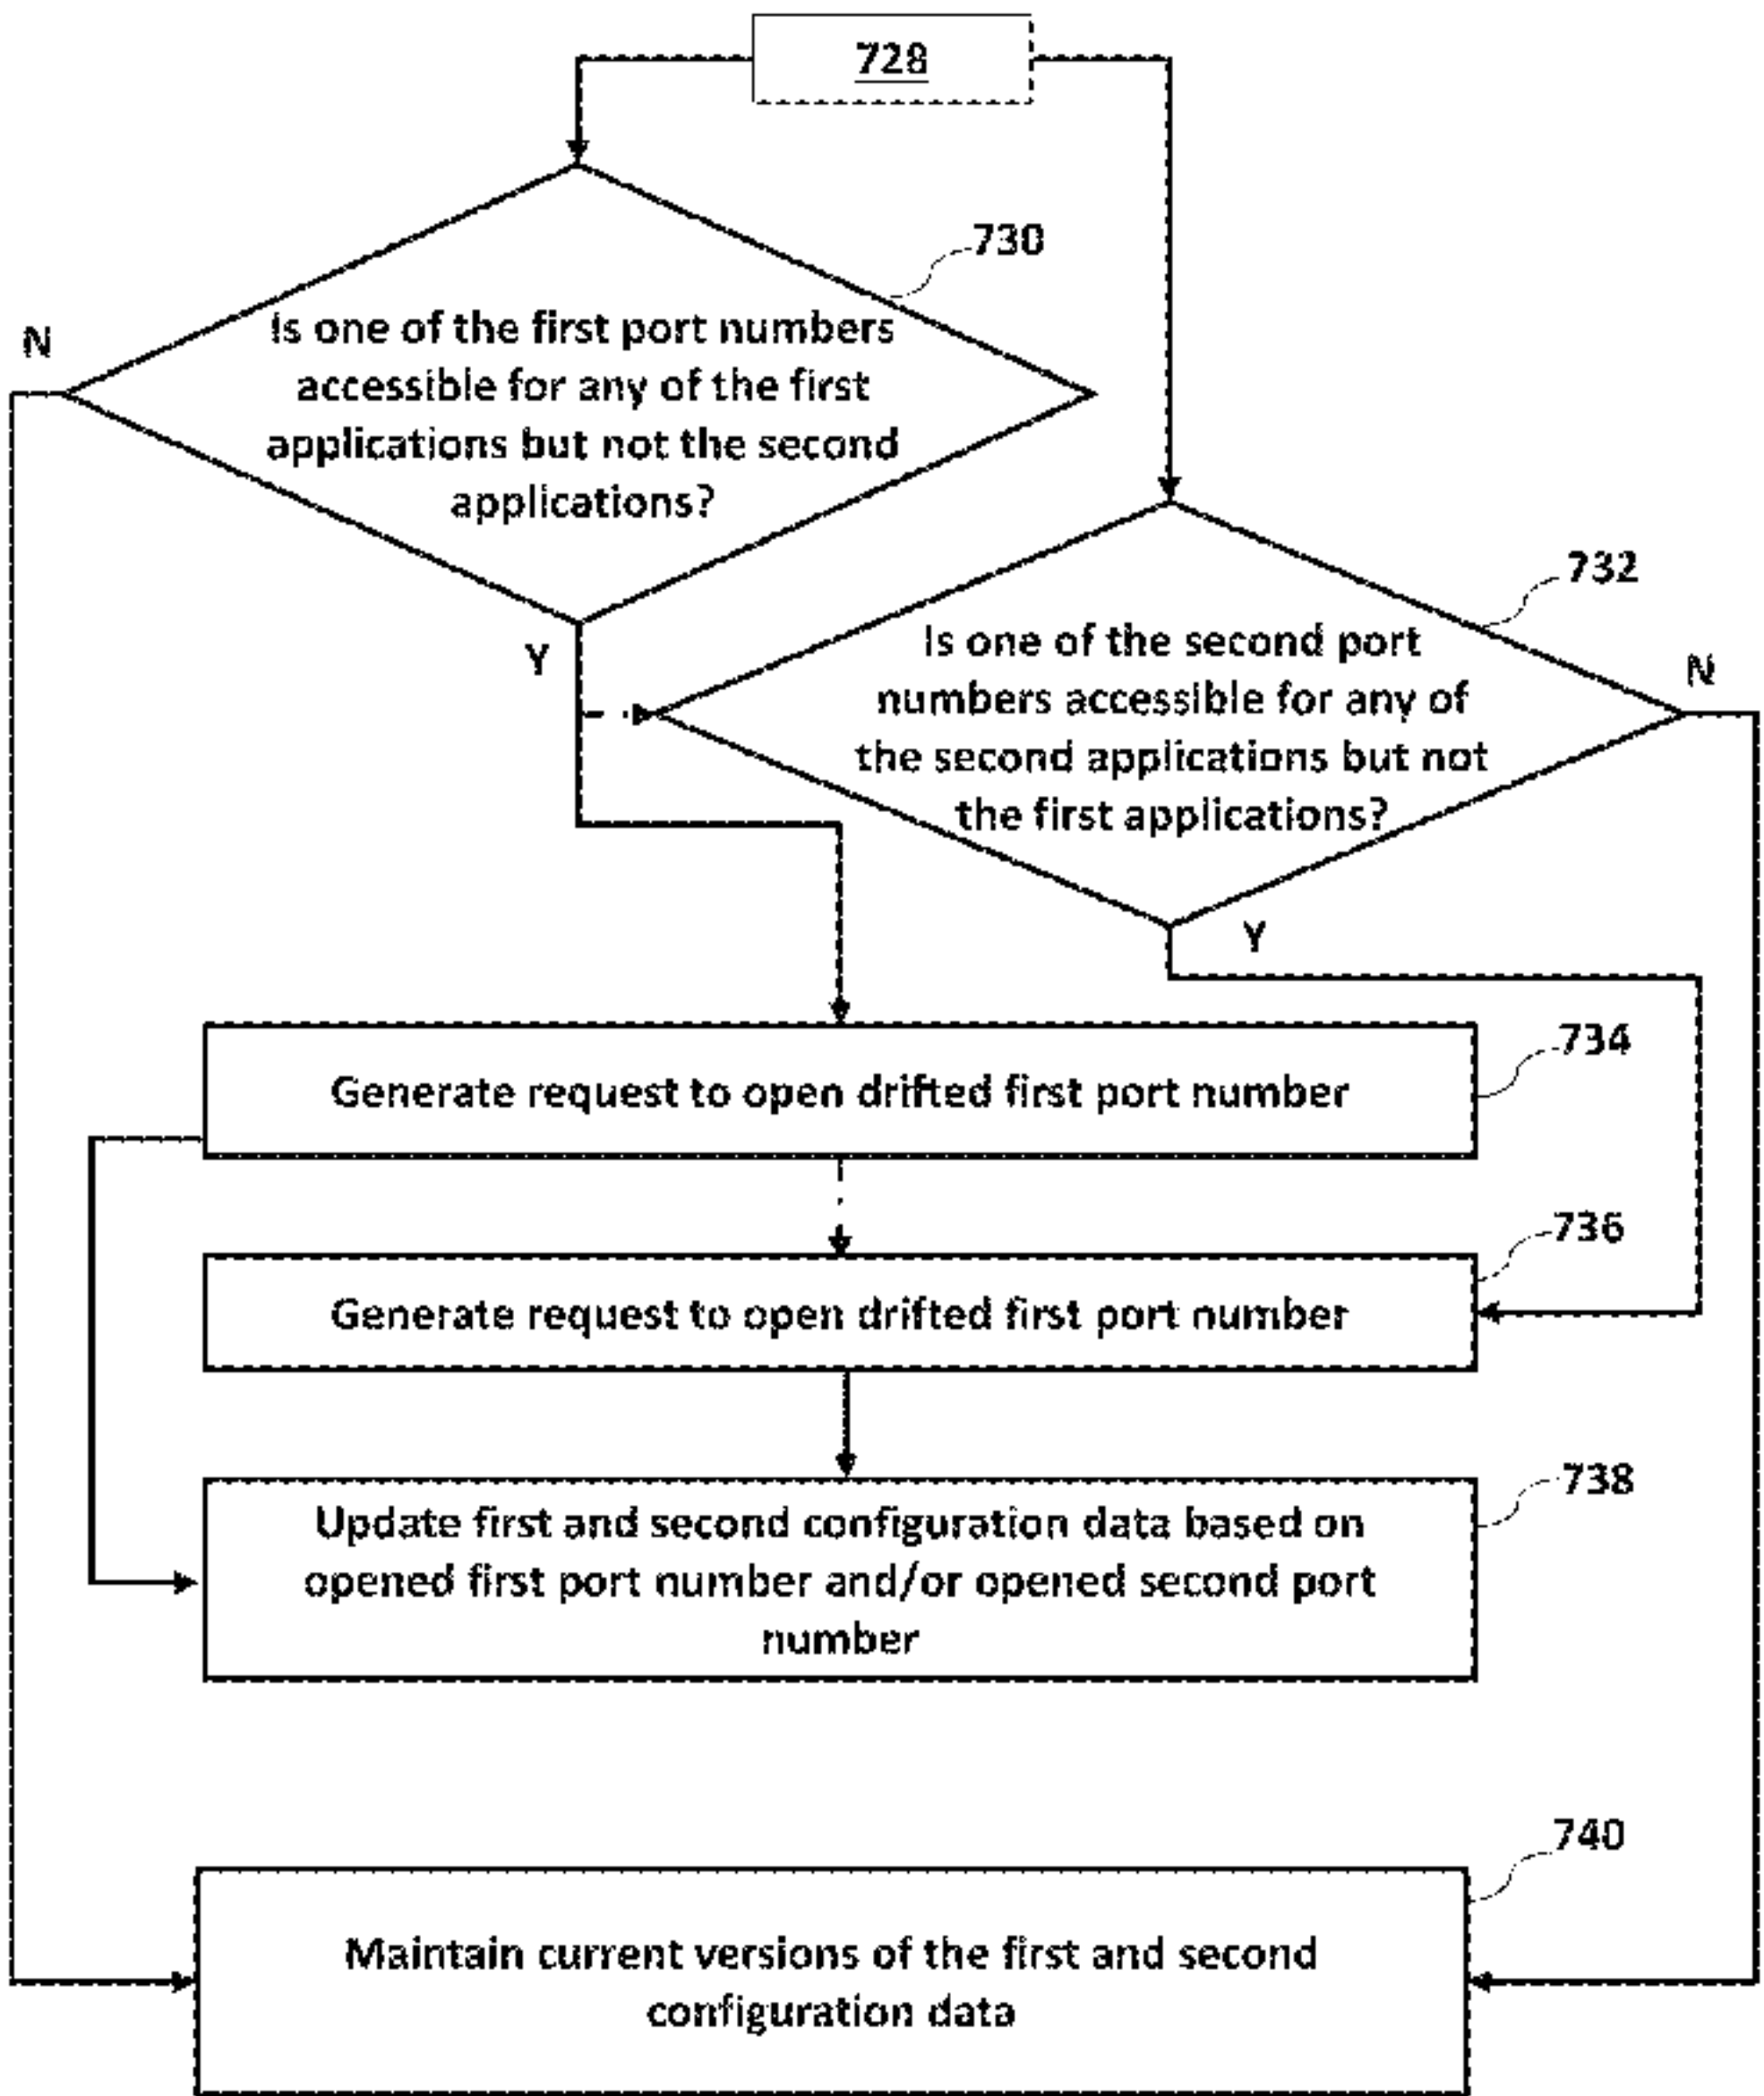 728
730
N
Is one of the first port numbers
accessible for any of the first
applications but not the second
applications?
Y
732
Is one of the second port
numbers accessible for any of
the second applications but not
the first applications?
N
Y
734
Generate request to open drifted first port number
736
Generate request to open drifted first port number
738
Update first and second configuration data based on
opened first port number and/or opened second port
number
740
Maintain current versions of the first and second
configuration data